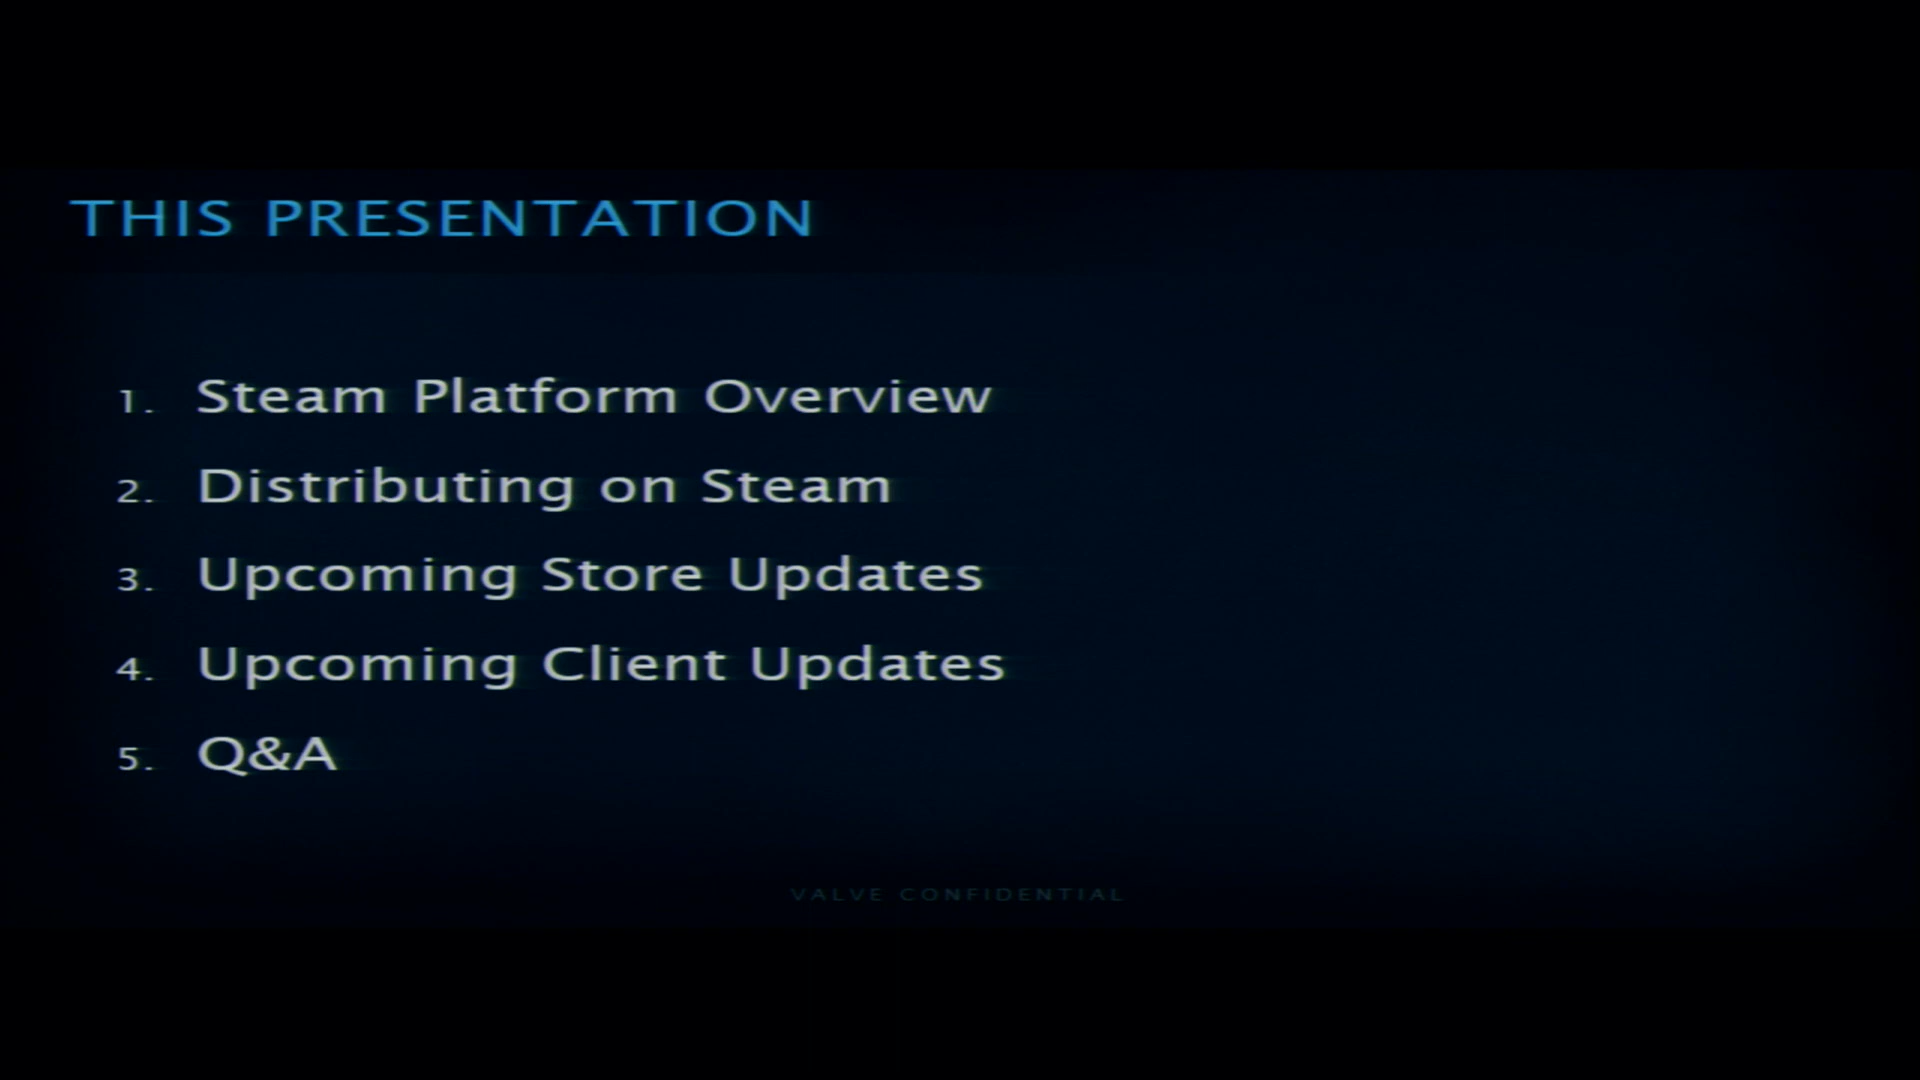 THIS PRESENTATION
1. Steam Platform Overview
2. Distributing on Steam
3. Upcoming Store Updates
4. Upcoming Client Updates
5. Q&A
VALVE CONFIDENTIAL